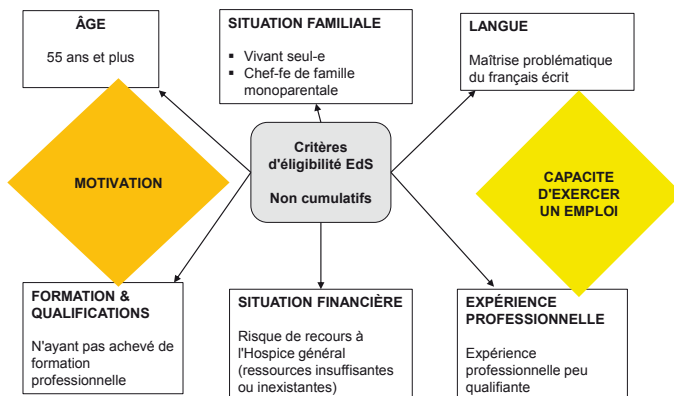 ÂGE
55 ans et plus
SITUATION FAMILIALE
▪ Vivant seul-e
▪ Chef-fe de famille
monoparentale
LANGUE
Maîtrise problématique
du français écrit
MOTIVATION
Critères
d'éligibilité EdS
Non cumulatifs
CAPACITE
D'EXERCER
UN EMPLOI
FORMATION &
QUALIFICATIONS
N'ayant pas achevé de
formation
professionnelle
SITUATION FINANCIÈRE
Risque de recours à
l'Hospice général
(ressources insuffisantes
ou inexistantes)
EXPÉRIENCE
PROFESSIONNELLE
Expérience
professionnelle peu
qualifiante